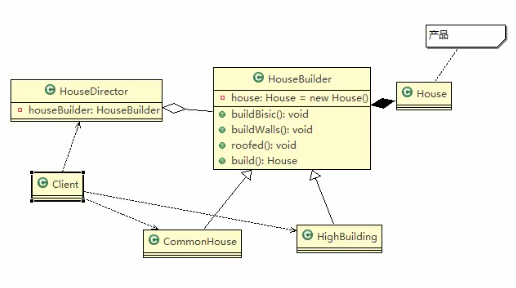 产品
HouseDirector
houseBuilder: HouseBuilder
HouseBuilder
house: House = new House()
buildBisic(): void
buildWalls(): void
roofed(): void
build(): House
House
Client
CommonHouse
HighBuilding